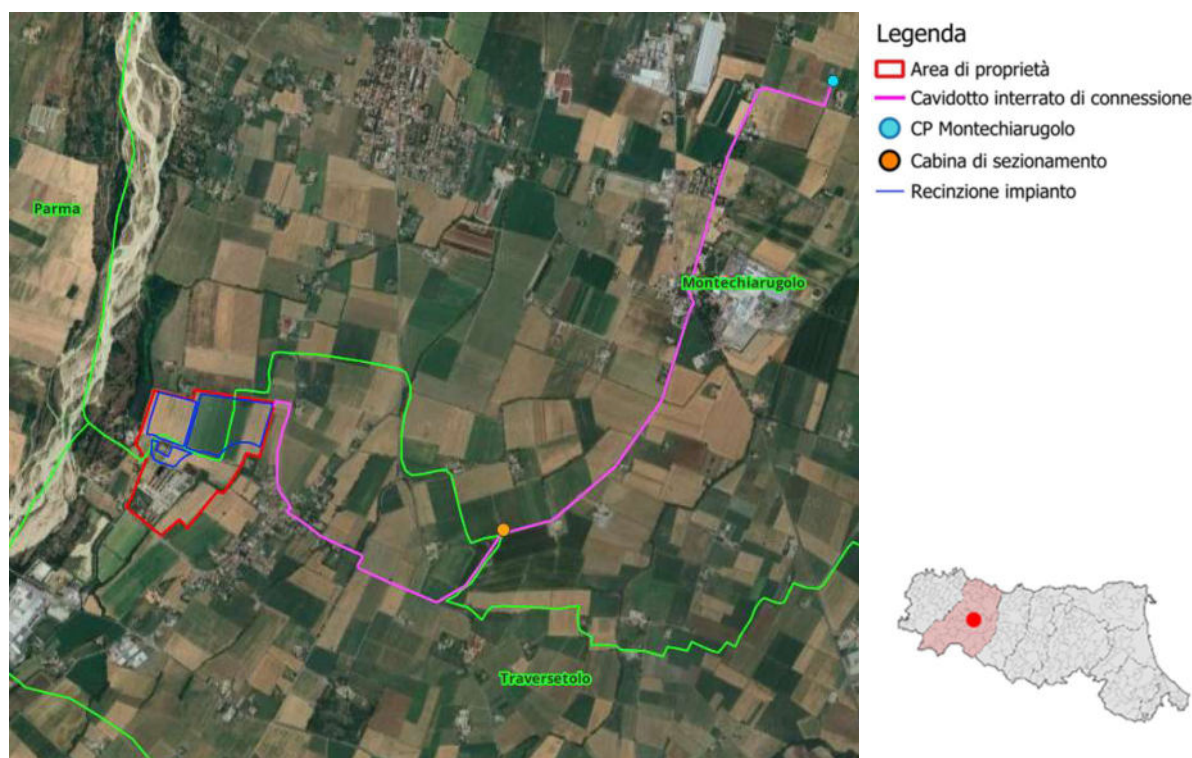 Parma
Montechiarugolo
Traversetolo
Legenda
Area di proprietà
Cavidotto interrato di connessione
CP Montechiarugolo
Cabina di sezionamento
Recinzione impianto